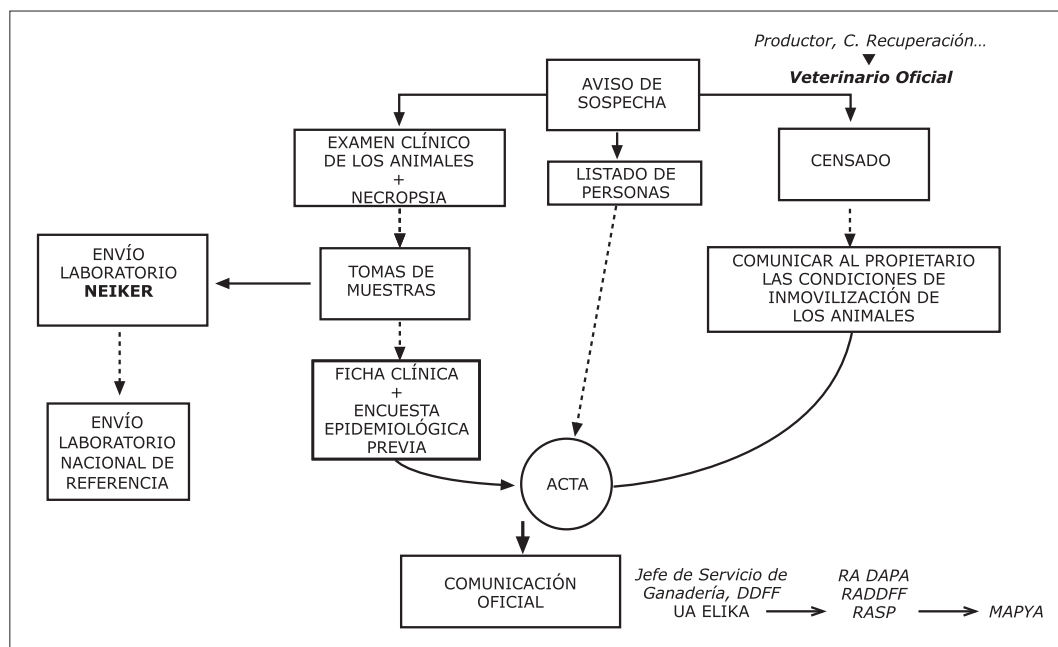 Productor, C. Recuperación...
Veterinario Oficial
AVISO DE
SOSPECHA
EXAMEN CLÍNICO
DE LOS ANIMALES
+
NECROPSIA
LISTADO DE
PERSONAS
CENSADO
ENVÍO
LABORATORIO
NEIKER
TOMAS DE
MUESTRAS
COMUNICAR AL PROPIETARIO
LAS CONDICIONES DE
INMOVILIZACIÓN DE
LOS ANIMALES
FICHA CLÍNICA
+
ENCUESTA
EPIDEMIOLÓGICA
PREVIA
ENVÍO
LABORATORIO
NACIONAL DE
REFERENCIA
ACTA
COMUNICACIÓN
OFICIAL
Jefe de Servicio de
Ganadería, DDFF
UA ELIKA
RA DAPA
RADDFF
RASP
MAPYA